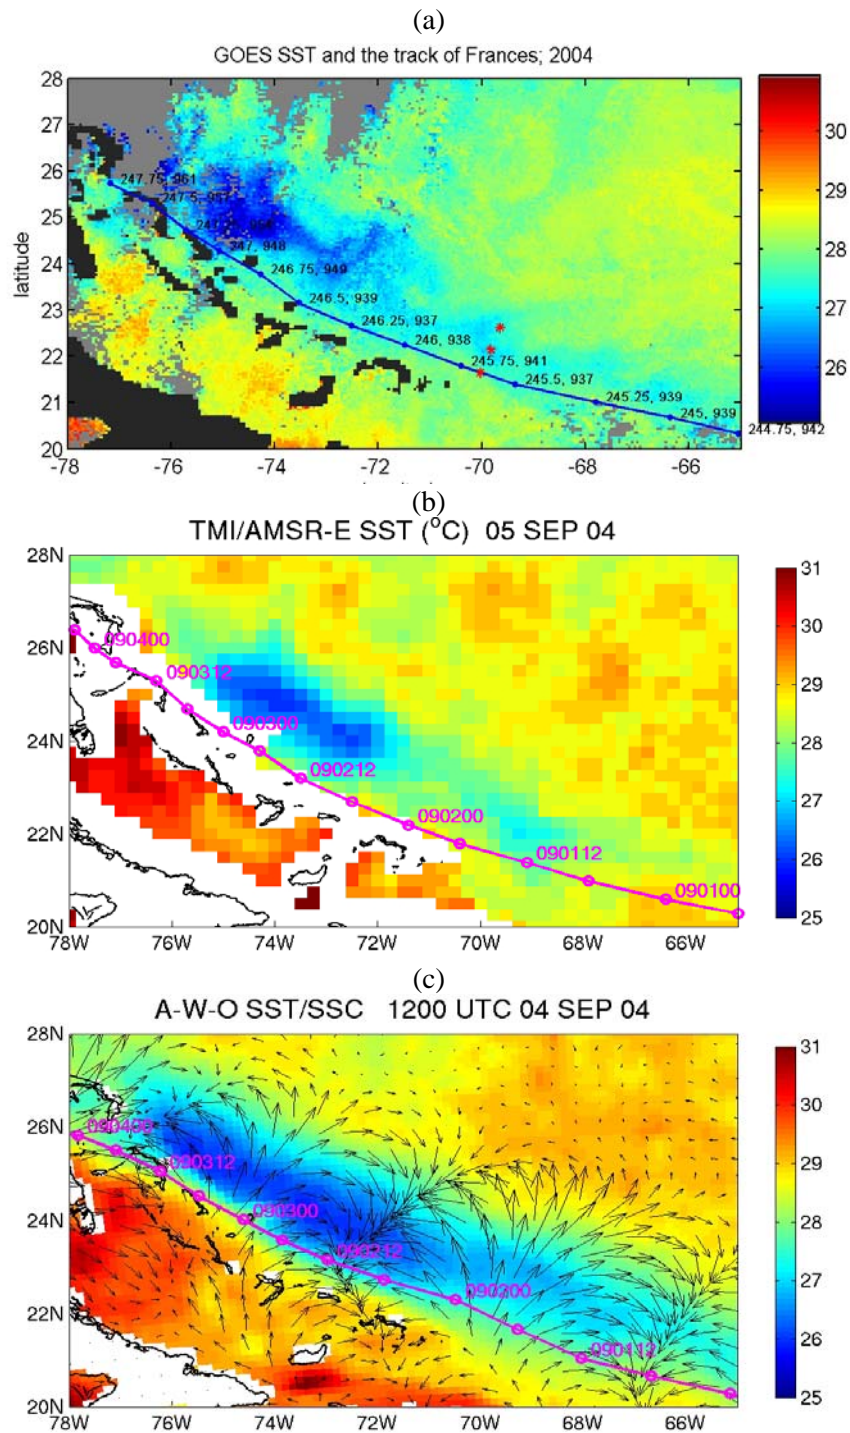 (a)
GOES SST and the track of Frances; 2004
28
27
26
25
24
23
22
21
20
latitude
247.75, 961
247.5, 957
247, 948
246.75, 949
246.5, 939
246.25, 937
246, 938
245.75, 941
245.5, 937
245.25, 939
245, 939
244.75, 942
-78 -76 -74 -72 -70 -68 -66
30
29
28
27
26
(b)
TMI/AMSR-E SST (°C) 05 SEP 04
28N
26N
24N
22N
20N
090400
090312
090300
090212
090200
090112
090100
78W 76W 74W 72W 70W 68W 66W
31
30
29
28
27
26
25
(c)
A-W-O SST/SSC 1200 UTC 04 SEP 04
28N
26N
24N
22N
20N
090400
090312
090300
090212
090200
090112
78W 76W 74W 72W 70W 68W 66W
31
30
29
28
27
26
25